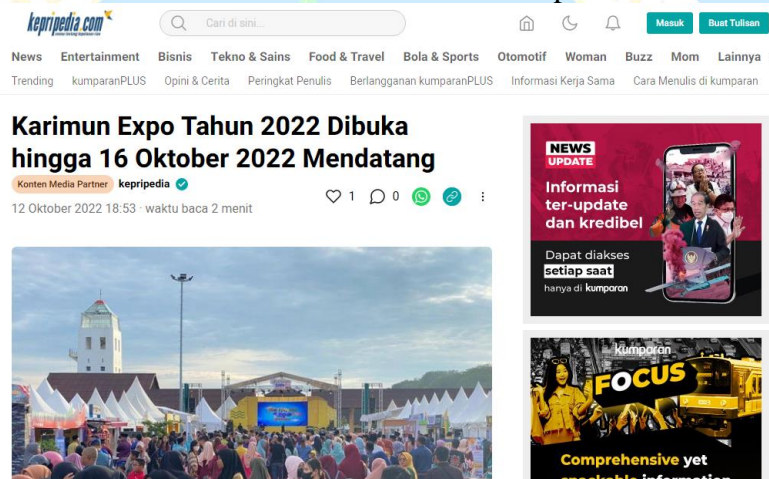 kepripedia.com
Cari di sini...
Masuk
Buat Tulisan
News Entertainment Bisnis Tekno & Sains Food & Travel Bola & Sports Otomotif Woman Buzz Mom Lainnya
Trending kumparanPLUS Opini & Cerita Peringkat Penulis Berlangganan kumparanPLUS Informasi Kerja Sama Cara Menulis di kumparan
Karimun Expo Tahun 2022 Dibuka
hingga 16 Oktober 2022 Mendatang
Konten Media Partner kepripedia
12 Oktober 2022 18:53 · waktu baca 2 menit
1 0
NEWS
UPDATE
Informasi
ter-update
dan kredibel
Dapat diakses
setiap saat
hanya di kumparan
kumparan
FOCUS
Comprehensive yet
snackable information